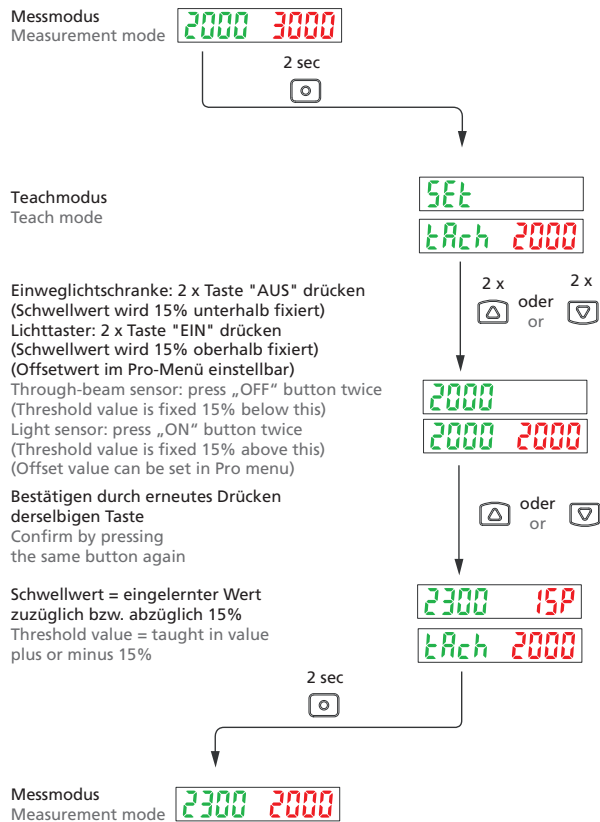 Messmodus
Measurement mode
2000 3000
2 sec
Teachmodus
Teach mode
SEt
tAch 2000
Einweglichtschranke: 2 x Taste "AUS" drücken
(Schwellwert wird 15% unterhalb fixiert)
Lichttaster: 2 x Taste "EIN" drücken
(Schwellwert wird 15% oberhalb fixiert)
(Offsetwert im Pro-Menü einstellbar)
Through-beam sensor: press „OFF“ button twice
(Threshold value is fixed 15% below this)
Light sensor: press „ON“ button twice
(Threshold value is fixed 15% above this)
(Offset value can be set in Pro menu)
2 x 2 x
oder
or
2000
2000 2000
Bestätigen durch erneutes Drücken
derselbigen Taste
Confirm by pressing
the same button again
oder
or
Schwellwert = eingelernter Wert
zuzüglich bzw. abzüglich 15%
Threshold value = taught in value
plus or minus 15%
2300 15P
tAch 2000
2 sec
Messmodus
Measurement mode
2300 2000